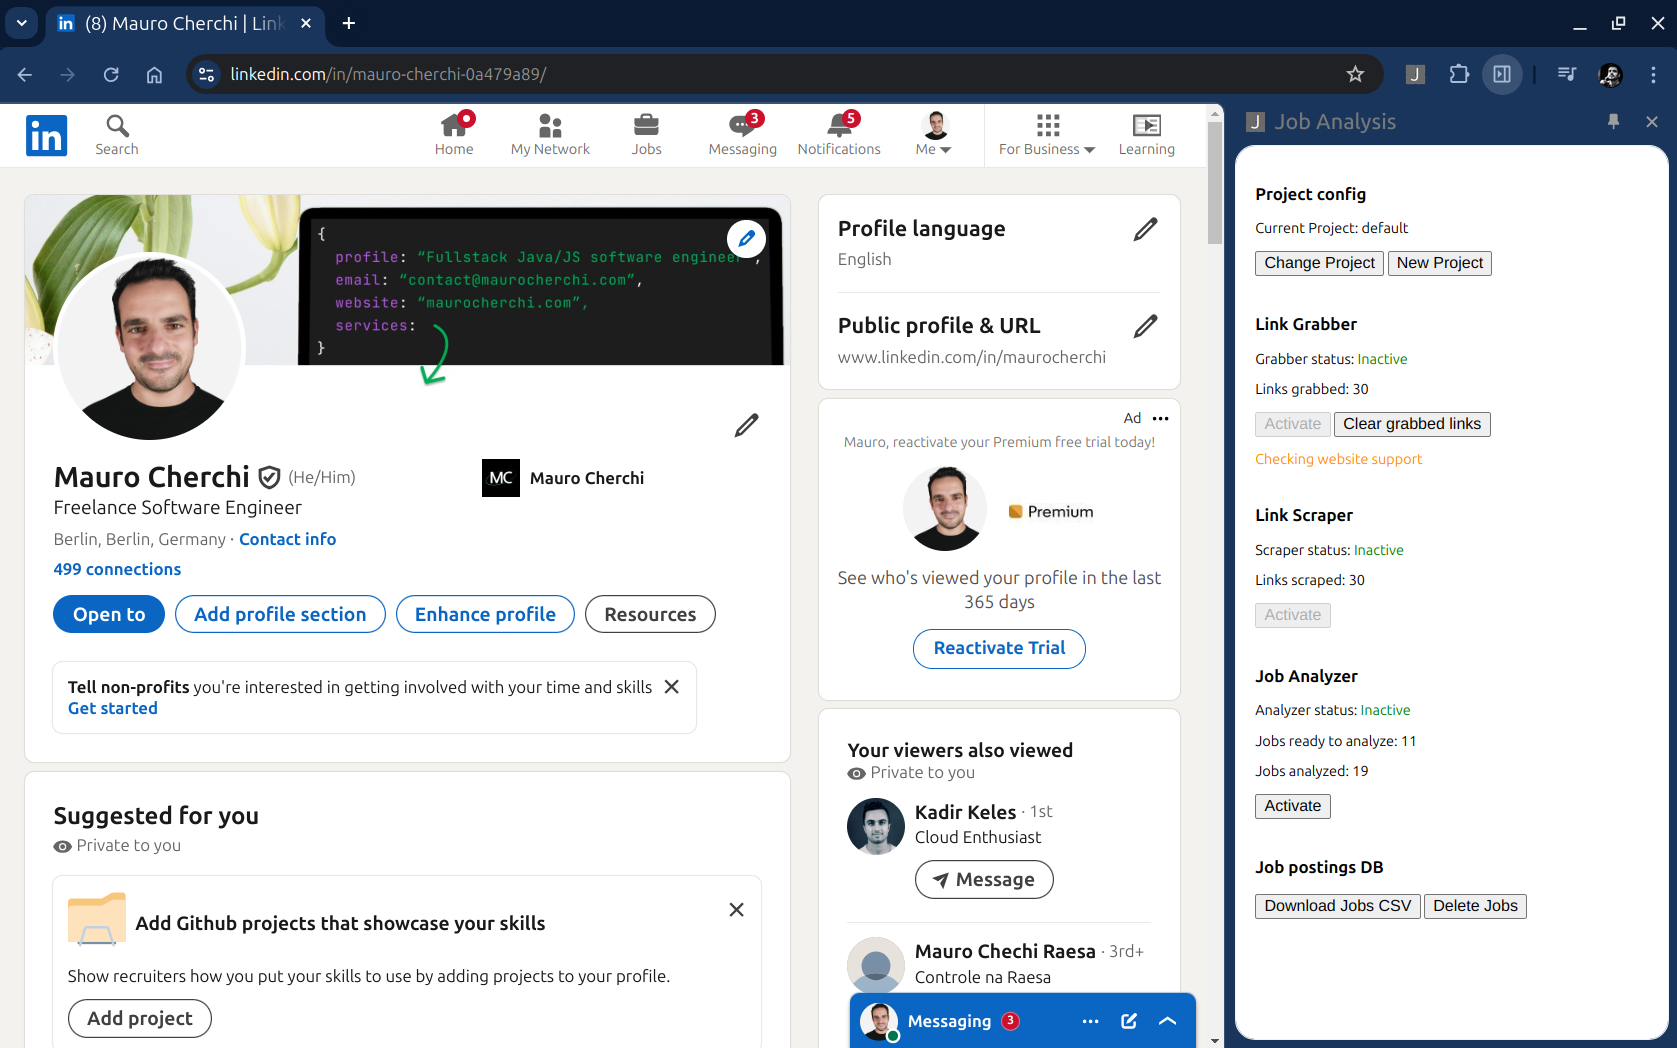 (8) Mauro Cherchi | Link
linkedin.com/in/mauro-cherchi-0a479a89/
J
in
Search
Home
My Network
Jobs
3
Messaging
5
Notifications
Me
For Business
Learning
{
profile: “Fullstack Java/JS software engineer”,
email: “contact@maurocherchi.com”,
website: “maurocherchi.com”,
services:
}
Mauro Cherchi (He/Him)
Freelance Software Engineer
Berlin, Berlin, Germany · Contact info
499 connections
MC Mauro Cherchi
Open to
Add profile section
Enhance profile
Resources
Tell non-profits you're interested in getting involved with your time and skills
Get started
Suggested for you
Private to you
Add Github projects that showcase your skills
Show recruiters how you put your skills to use by adding projects to your profile.
Add project
Profile language
English
Public profile & URL
www.linkedin.com/in/maurocherchi
Ad
Mauro, reactivate your Premium free trial today!
Premium
See who's viewed your profile in the last
365 days
Reactivate Trial
Your viewers also viewed
Private to you
Kadir Keles · 1st
Cloud Enthusiast
Message
Mauro Chechi Raesa · 3rd+
Controle na Raesa
Messaging 3
J Job Analysis
Project config
Current Project: default
Change Project New Project
Link Grabber
Grabber status: Inactive
Links grabbed: 30
Activate Clear grabbed links
Checking website support
Link Scraper
Scraper status: Inactive
Links scraped: 30
Activate
Job Analyzer
Analyzer status: Inactive
Jobs ready to analyze: 11
Jobs analyzed: 19
Activate
Job postings DB
Download Jobs CSV Delete Jobs